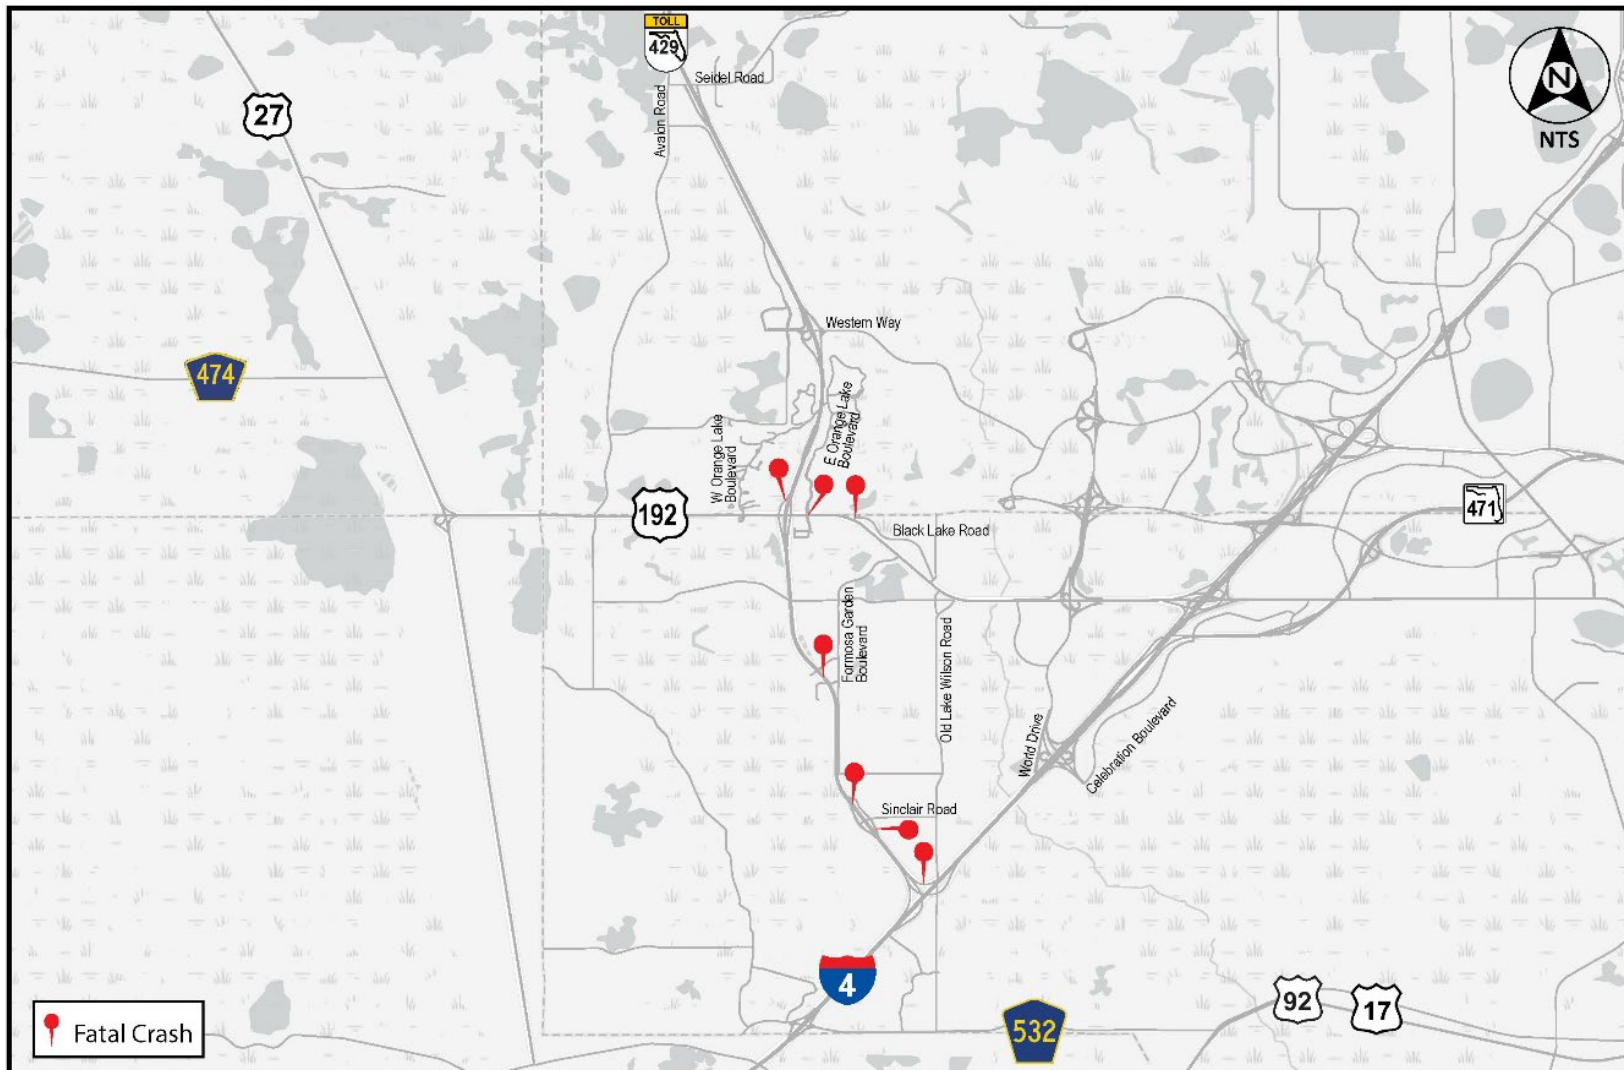 TOLL
429
Seidel Road
Avalon Road
27
N
NTS
Western Way
474
E Orange Lake
Boulevard
W Orange Lake
Boulevard
192
471
Black Lake Road
Formosa Garden
Boulevard
Old Lake Wilson Road
World Drive
Celebration Boulevard
Sinclair Road
4
92
17
532
Fatal Crash